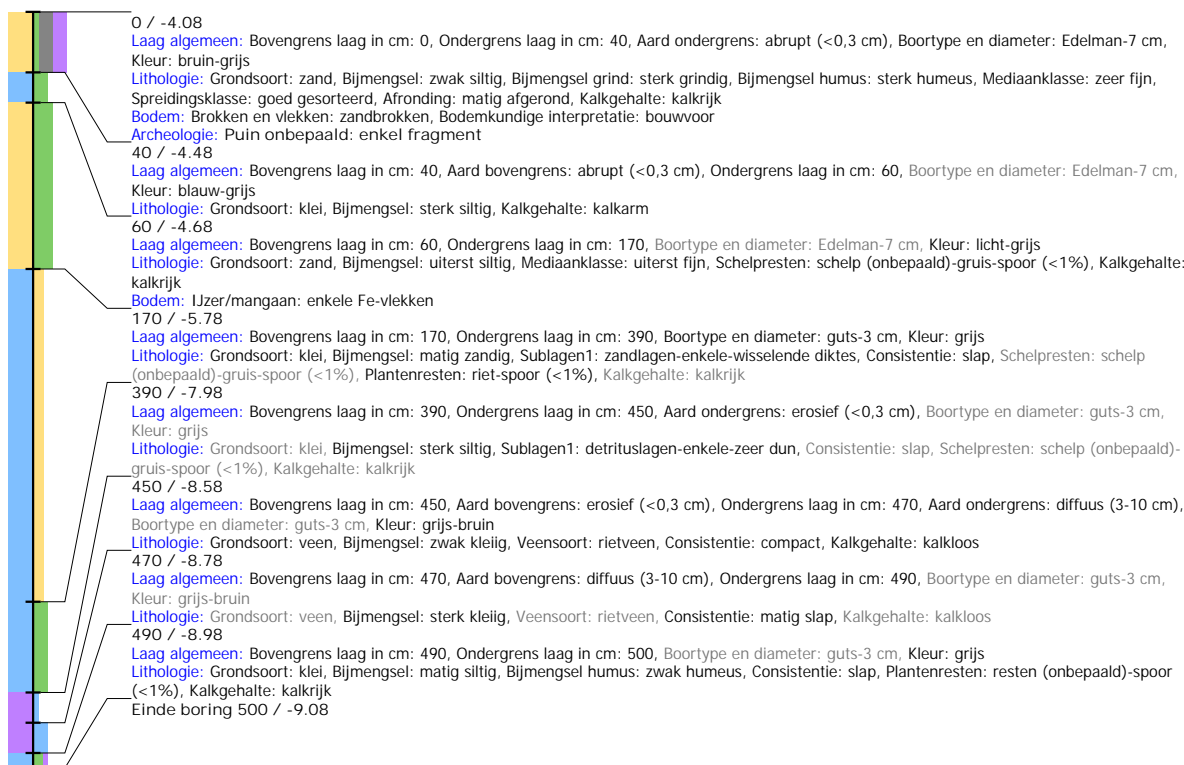 0 / -4.08
Laag algemeen: Bovengrens laag in cm: 0, Ondergrens laag in cm: 40, Aard ondergrens: abrupt (<0,3 cm), Boortype en diameter: Edelman-7 cm,
Kleur: bruin-grijs
Lithologie: Grondsoort: zand, Bijmengsel: zwak siltig, Bijmengsel grind: sterk grindig, Bijmengsel humus: sterk humeus, Mediaanklasse: zeer fijn,
Spreidingsklasse: goed gesorteerd, Afronding: matig afgerond, Kalkgehalte: kalkrijk
Bodem: Brokken en vlekken: zandbrokken, Bodemkundige interpretatie: bouwvoor
Archeologie: Puin onbepaald: enkel fragment
40 / -4.48
Laag algemeen: Bovengrens laag in cm: 40, Aard bovengrens: abrupt (<0,3 cm), Ondergrens laag in cm: 60, Boortype en diameter: Edelman-7 cm,
Kleur: blauw-grijs
Lithologie: Grondsoort: klei, Bijmengsel: sterk siltig, Kalkgehalte: kalkarm
60 / -4.68
Laag algemeen: Bovengrens laag in cm: 60, Ondergrens laag in cm: 170, Boortype en diameter: Edelman-7 cm, Kleur: licht-grijs
Lithologie: Grondsoort: zand, Bijmengsel: uiterst siltig, Mediaanklasse: uiterst fijn, Schelpresten: schelp (onbepaald)-gruis-spoor (<1%), Kalkgehalte:
kalkrijk
Bodem: IJzer/mangaan: enkele Fe-vlekken
170 / -5.78
Laag algemeen: Bovengrens laag in cm: 170, Ondergrens laag in cm: 390, Boortype en diameter: guts-3 cm, Kleur: grijs
Lithologie: Grondsoort: klei, Bijmengsel: matig zandig, Sublagen1: zandlagen-enkele-wisselende diktes, Consistentie: slap, Schelpresten: schelp
(onbepaald)-gruis-spoor (<1%), Plantenresten: riet-spoor (<1%), Kalkgehalte: kalkrijk
390 / -7.98
Laag algemeen: Bovengrens laag in cm: 390, Ondergrens laag in cm: 450, Aard ondergrens: erosief (<0,3 cm), Boortype en diameter: guts-3 cm,
Kleur: grijs
Lithologie: Grondsoort: klei, Bijmengsel: sterk siltig, Sublagen1: detrituslagen-enkele-zeer dun, Consistentie: slap, Schelpresten: schelp (onbepaald)-
gruis-spoor (<1%), Kalkgehalte: kalkrijk
450 / -8.58
Laag algemeen: Bovengrens laag in cm: 450, Aard bovengrens: erosief (<0,3 cm), Ondergrens laag in cm: 470, Aard ondergrens: diffuus (3-10 cm),
Boortype en diameter: guts-3 cm, Kleur: grijs-bruin
Lithologie: Grondsoort: veen, Bijmengsel: zwak kleiig, Veensoort: rietveen, Consistentie: compact, Kalkgehalte: kalkloos
470 / -8.78
Laag algemeen: Bovengrens laag in cm: 470, Aard bovengrens: diffuus (3-10 cm), Ondergrens laag in cm: 490, Boortype en diameter: guts-3 cm,
Kleur: grijs-bruin
Lithologie: Grondsoort: veen, Bijmengsel: sterk kleiig, Veensoort: rietveen, Consistentie: matig slap, Kalkgehalte: kalkloos
490 / -8.98
Laag algemeen: Bovengrens laag in cm: 490, Ondergrens laag in cm: 500, Boortype en diameter: guts-3 cm, Kleur: grijs
Lithologie: Grondsoort: klei, Bijmengsel: matig siltig, Bijmengsel humus: zwak humeus, Consistentie: slap, Plantenresten: resten (onbepaald)-spoor
(<1%), Kalkgehalte: kalkrijk
Einde boring 500 / -9.08